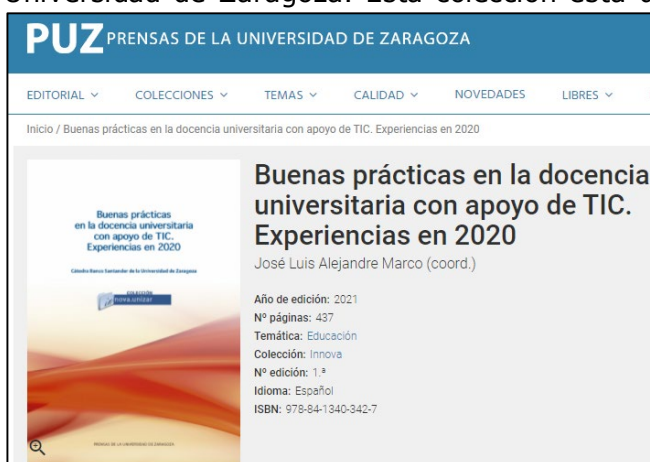 Universidad de Zaragoza. Esta colección está
PUZ PRENSAS DE LA UNIVERSIDAD DE ZARAGOZA
EDITORIAL COLECCIONES TEMAS CALIDAD NOVEDADES LIBRES
Inicio / Buenas prácticas en la docencia universitaria con apoyo de TIC. Experiencias en 2020
Buenas prácticas
en la docencia universitaria
con apoyo de TIC.
Experiencias en 2020
Cátedra Banco Santander de la Universidad de Zaragoza
COLECCIÓN
nova.unizar
PRENSAS DE LA UNIVERSIDAD DE ZARAGOZA
Buenas prácticas en la docencia
universitaria con apoyo de TIC.
Experiencias en 2020
José Luis Alejandre Marco (coord.)
Año de edición: 2021
Nº páginas: 437
Temática: Educación
Colección: Innova
Nº edición: 1.ª
Idioma: Español
ISBN: 978-84-1340-342-7